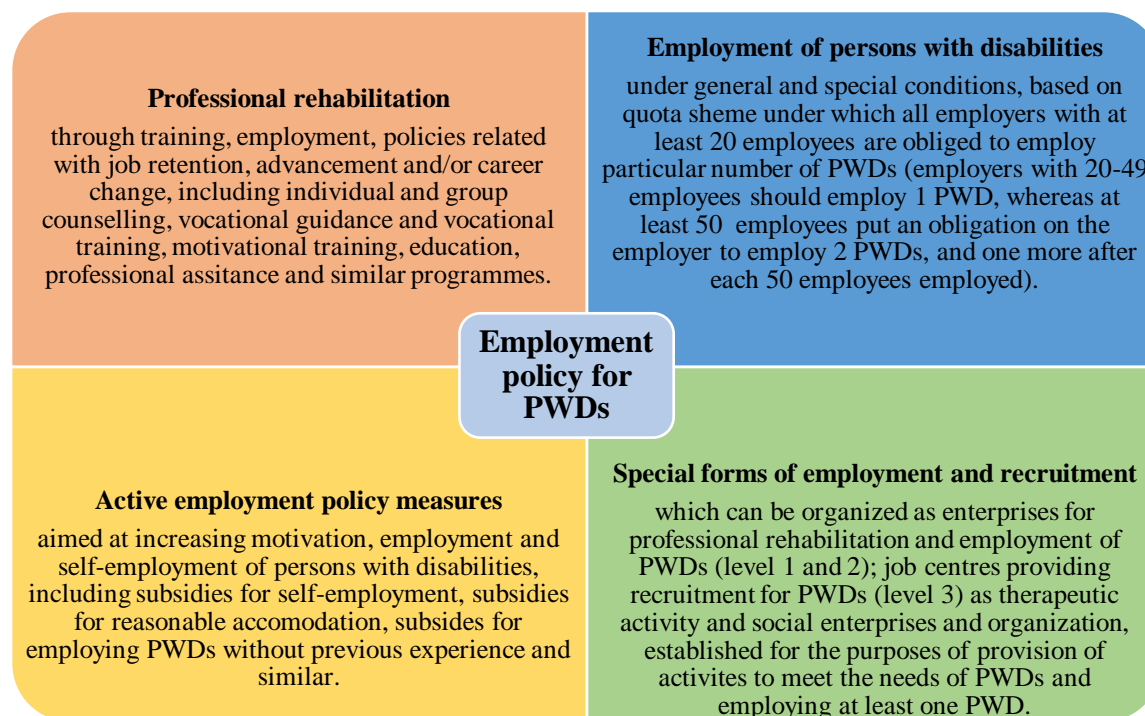 Professional rehabilitation
through training, employment, policies related
with job retention, advancement and/or career
change, including individual and group
counselling, vocational guidance and vocational
training, motivational training, education,
professional assitance and similar programmes.
Employment of persons with disabilities
under general and special conditions, based on
quota sheme under which all employers with at
least 20 employees are obliged to employ
particular number of PWDs (employers with 20-49
employees should employ 1 PWD, whereas at
least 50 employees put an obligation on the
employer to employ 2 PWDs, and one more after
each 50 employees employed).
Employment
policy for
PWDs
Active employment policy measures
aimed at increasing motivation, employment and
self-employment of persons with disabilities,
including subsidies for self-employment, subsidies
for reasonable accomodation, subsides for
employing PWDs without previous experience and
similar.
Special forms of employment and recruitment
which can be organized as enterprises for
professional rehabilitation and employment of
PWDs (level 1 and 2); job centres providing
recruitment for PWDs (level 3) as therapeutic
activity and social enterprises and organization,
established for the purposes of provision of
activites to meet the needs of PWDs and
employing at least one PWD.